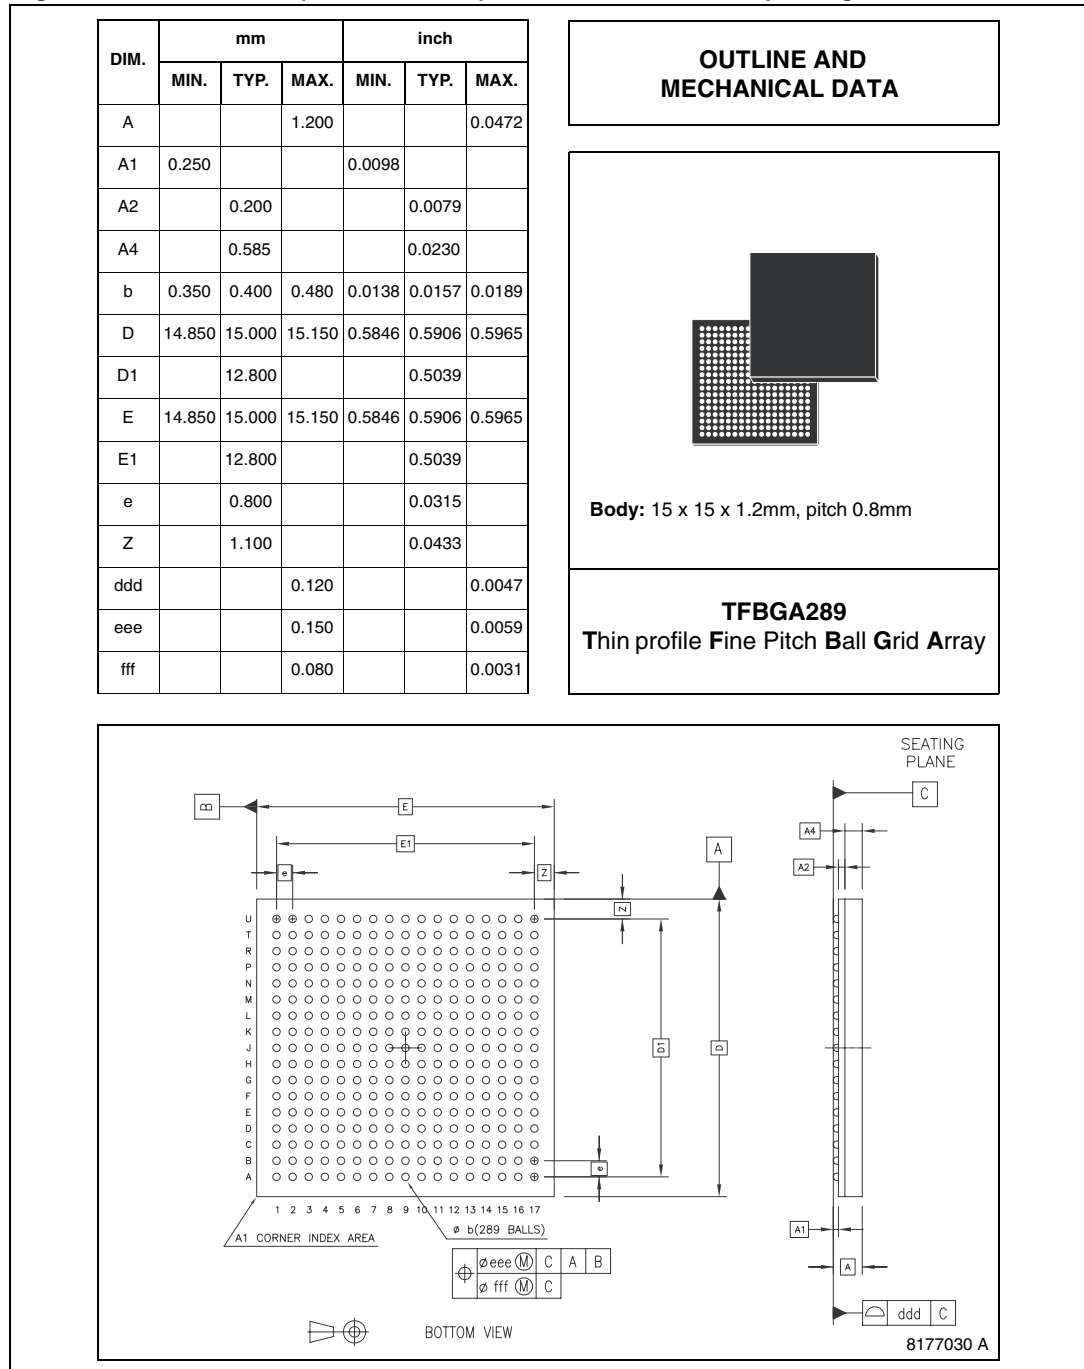 DIM. mm inch
MIN. TYP. MAX. MIN. TYP. MAX.
A 1.200 0.0472
A1 0.250 0.0098
A2 0.200 0.0079
A4 0.585 0.0230
b 0.350 0.400 0.480 0.0138 0.0157 0.0189
D 14.850 15.000 15.150 0.5846 0.5906 0.5965
D1 12.800 0.5039
E 14.850 15.000 15.150 0.5846 0.5906 0.5965
E1 12.800 0.5039
e 0.800 0.0315
Z 1.100 0.0433
ddd 0.120 0.0047
eee 0.150 0.0059
fff 0.080 0.0031
OUTLINE AND
MECHANICAL DATA
Body: 15 x 15 x 1.2mm, pitch 0.8mm
TFBGA289
Thin profile Fine Pitch Ball Grid Array
SEATING
PLANE
C
B
E
E1
e
Z
A
Z
A4
A2
U
T
R
P
N
M
L
K
J
H
G
F
E
D
C
B
A
D1
D
e
1 2 3 4 5 6 7 8 9 10 11 12 13 14 15 16 17
A1 CORNER INDEX AREA
ø b(289 BALLS)
ø eee Ⓜ C A B
ø fff Ⓜ C
A1
A
ddd C
BOTTOM VIEW
8177030 A